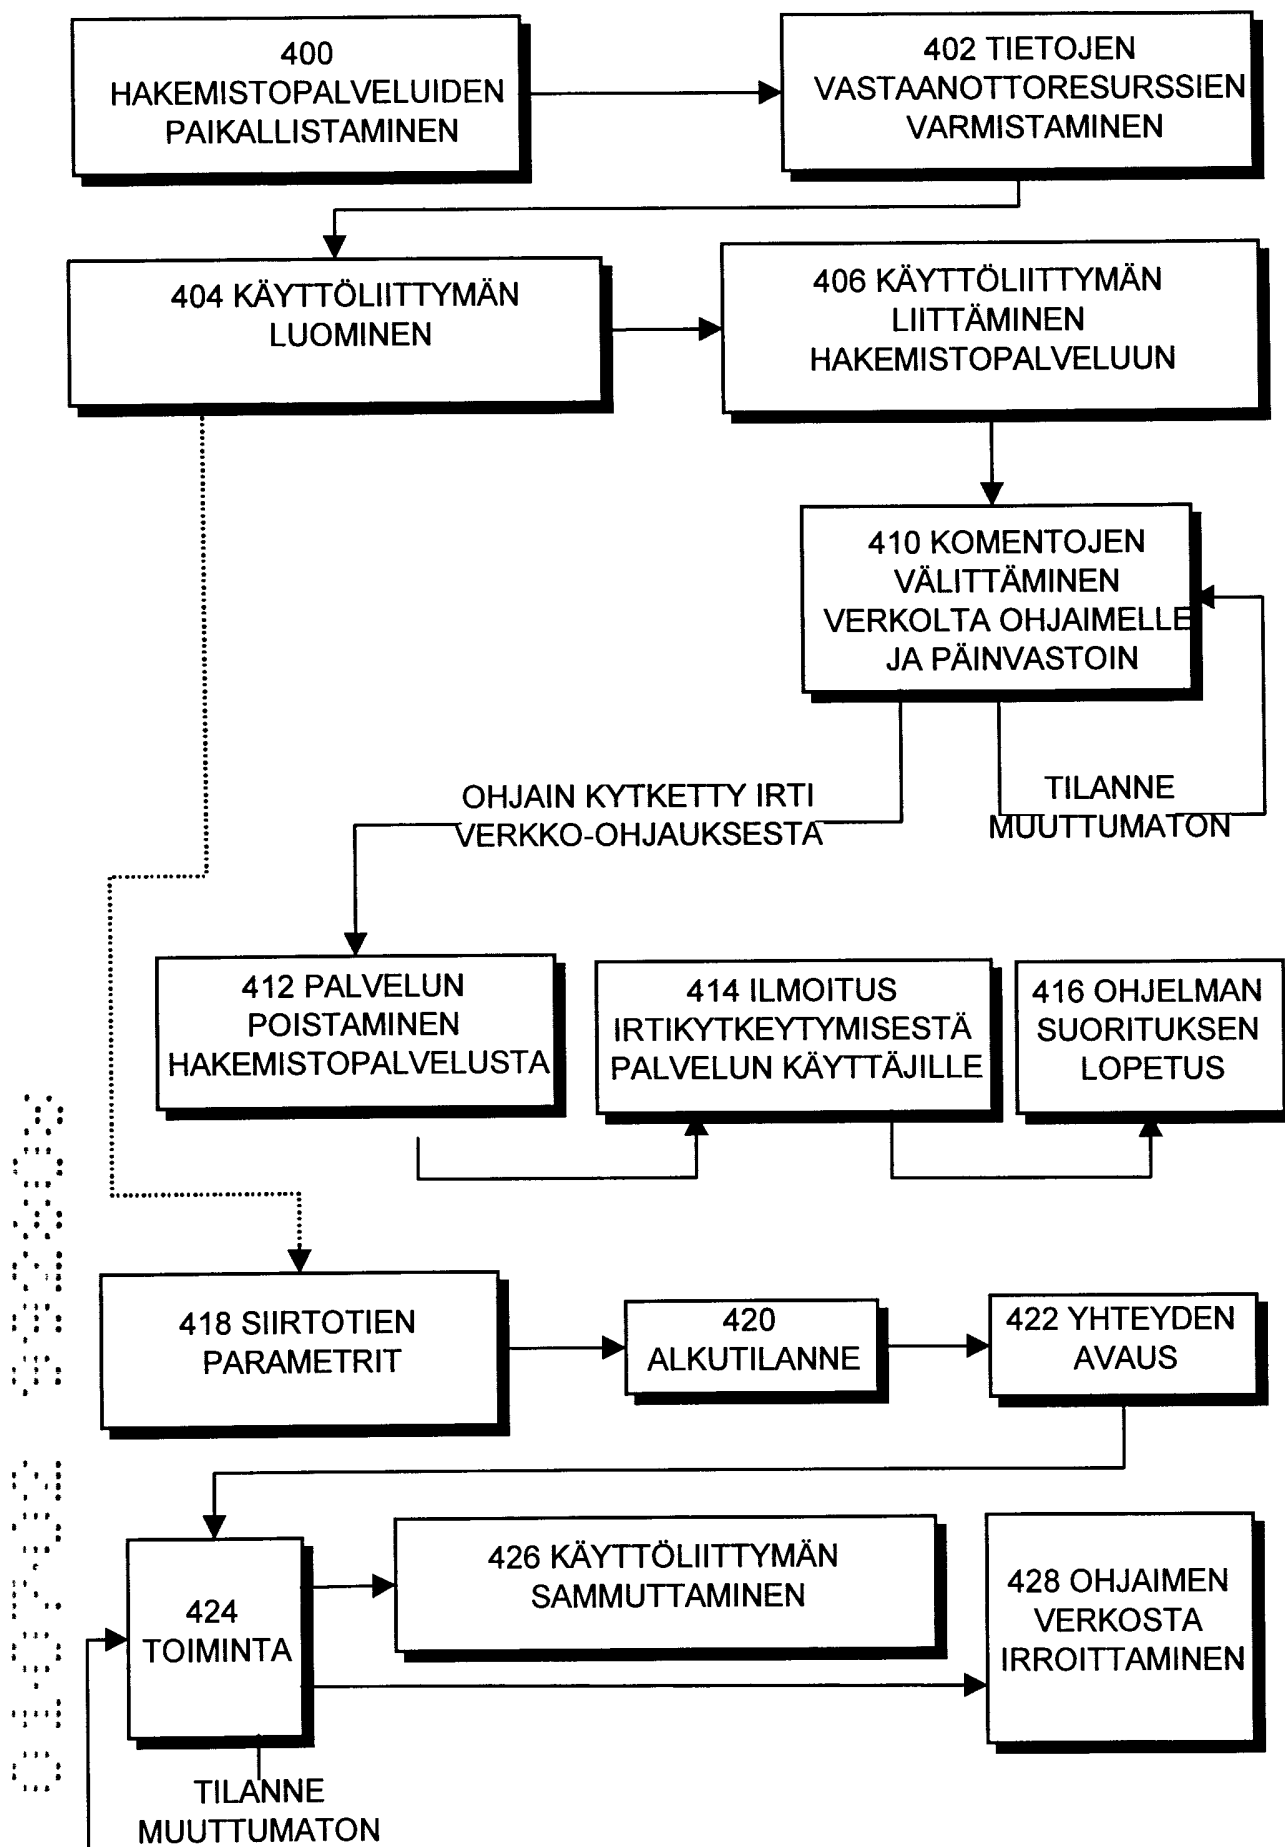 400
HAKEMISTOPALVELUIDEN
PAIKALLISTAMINEN
402 TIETOJEN
VASTAANOTTORESURSSIEN
VARMISTAMINEN
404 KÄYTTÖLIITTYMÄN
LUOMINEN
406 KÄYTTÖLIITTYMÄN
LIITTÄMINEN
HAKEMISTOPALVELUUN
410 KOMENTOJEN
VÄLITTÄMINEN
VERKOLTA OHJAIMELLE
JA PÄINVASTOIN
OHJAIN KYTKETTY IRTI
VERKKO-OHJAUKSESTA
TILANNE
MUUTTUMATON
412 PALVELUN
POISTAMINEN
HAKEMISTOPALVELUSTA
414 ILMOITUS
IRTIKYTKEYTYMISESTÄ
PALVELUN KÄYTTÄJILLE
416 OHJELMAN
SUORITUKSEN
LOPETUS
418 SIIRTOTIEN
PARAMETRIT
420
ALKUTILANNE
422 YHTEYDEN
AVAUS
424
TOIMINTA
426 KÄYTTÖLIITTYMÄN
SAMMUTTAMINEN
428 OHJAIMEN
VERKOSTA
IRROITTAMINEN
TILANNE
MUUTTUMATON